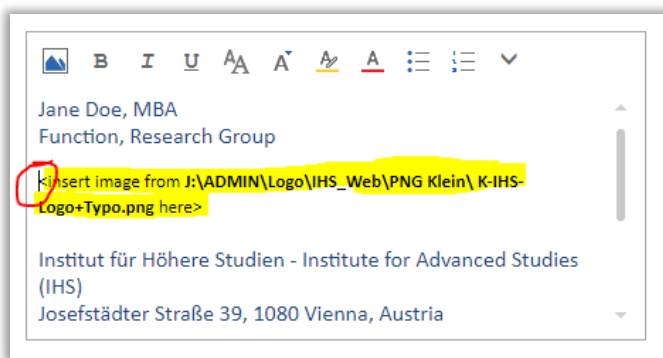 B I U AA A A A
Jane Doe, MBA
Function, Research Group
<insert image from J:\ADMIN\Logo\IHS_Web\PNG Klein\ K-IHS-
Logo+Typo.png here>
Institut für Höhere Studien - Institute for Advanced Studies
(IHS)
Josefstädter Straße 39, 1080 Vienna, Austria